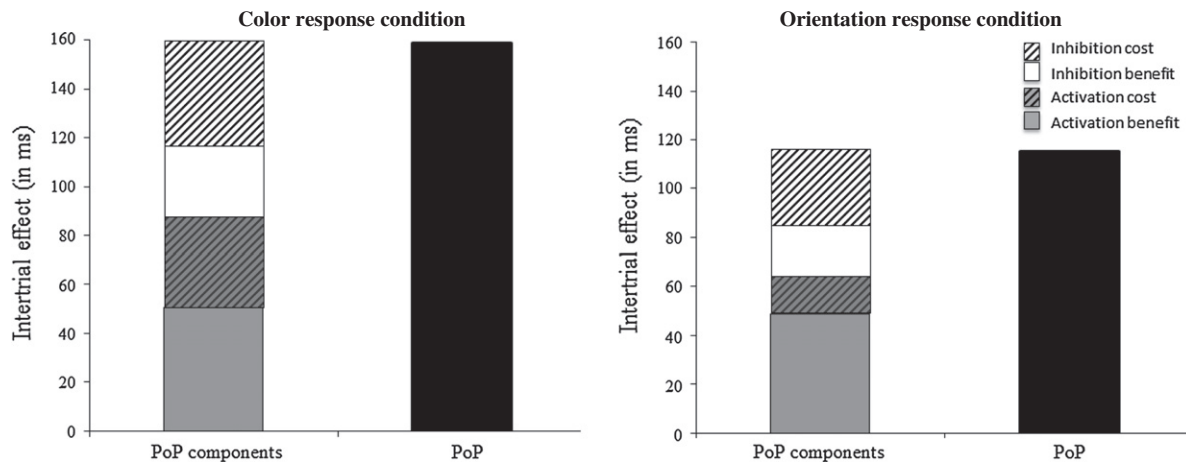 Color response condition
160
140
120
100
80
60
40
20
0
Intertrial effect (in ms)
PoP components
PoP
Orientation response condition
160
140
120
100
80
60
40
20
0
Intertrial effect (in ms)
PoP components
PoP
Inhibition cost
Inhibition benefit
Activation cost
Activation benefit